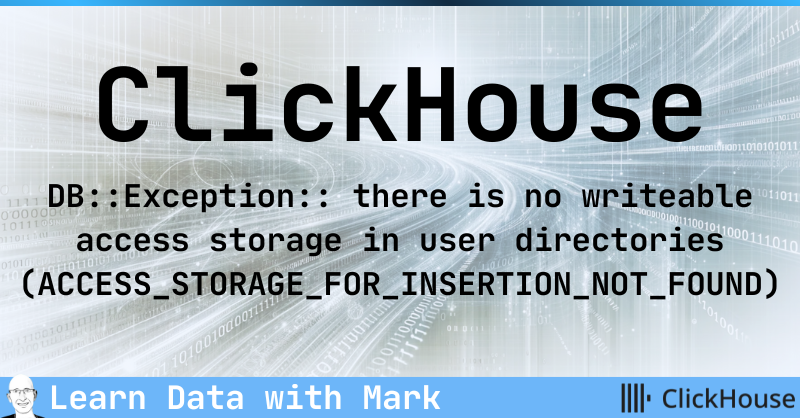 ClickHouse
DB::Exception:: there is no writeable
access storage in user directories
(ACCESS_STORAGE_FOR_INSERTION_NOT_FOUND)
Learn Data with Mark
ClickHouse